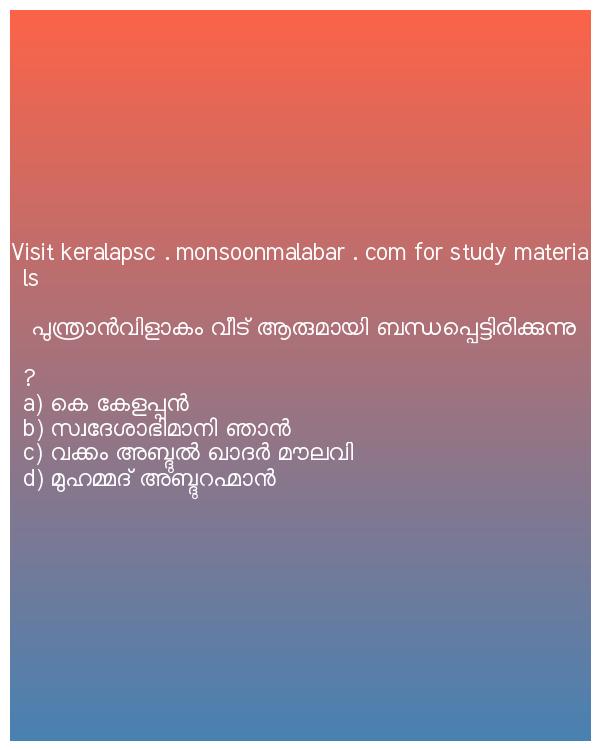 Visit keralapsc . monsoonmalabar . com for study materia
ls
പുന്ത്രാൻവിളാകം വീട് ആരുമായി ബന്ധപ്പെട്ടിരിക്കുന്നു
?
a) കെ കേളപ്പൻ
b) സ്വദേശാഭിമാനി ഞാൻ
c) വക്കം അബ്ദുൽ ഖാദർ മൗലവി
d) മുഹമ്മദ് അബ്ദുറഹ്മാൻ